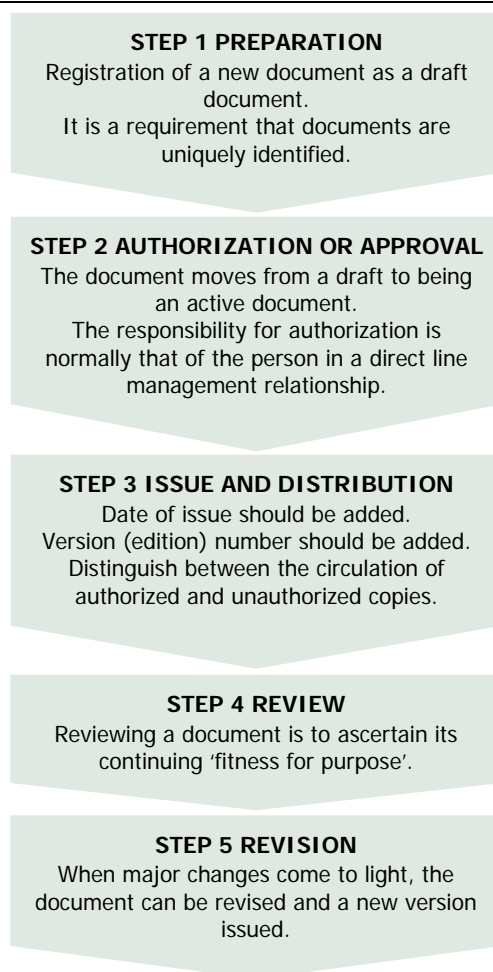 STEP 1 PREPARATION
Registration of a new document as a draft
document.
It is a requirement that documents are
uniquely identified.
STEP 2 AUTHORIZATION OR APPROVAL
The document moves from a draft to being
an active document.
The responsibility for authorization is
normally that of the person in a direct line
management relationship.
STEP 3 ISSUE AND DISTRIBUTION
Date of issue should be added.
Version (edition) number should be added.
Distinguish between the circulation of
authorized and unauthorized copies.
STEP 4 REVIEW
Reviewing a document is to ascertain its
continuing ‘fitness for purpose’.
STEP 5 REVISION
When major changes come to light, the
document can be revised and a new version
issued.